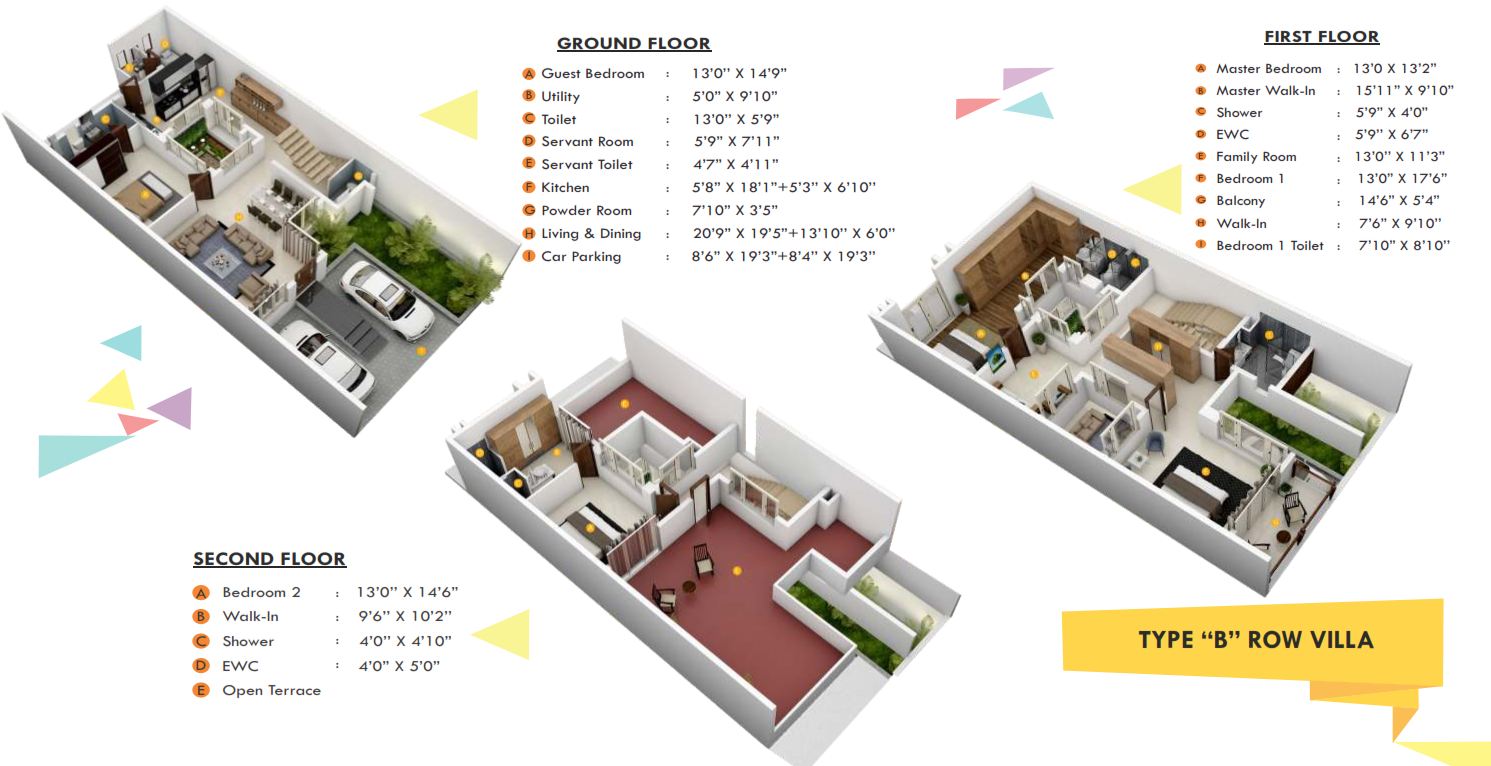 GROUND FLOOR
A Guest Bedroom : 13'0'' X 14'9"
B Utility : 5'0" X 9'10"
C Toilet : 13'0" X 5'9"
D Servant Room : 5'9" X 7'11"
E Servant Toilet : 4'7" X 4'11"
F Kitchen : 5'8" X 18'1"+5'3" X 6'10''
G Powder Room : 7'10" X 3'5"
H Living & Dining : 20'9" X 19'5"+13'10" X 6'0"
I Car Parking : 8'6" X 19'3"+8'4" X 19'3"
FIRST FLOOR
A Master Bedroom : 13'0 X 13'2"
B Master Walk-In : 15'11" X 9'10"
C Shower : 5'9" X 4'0"
D EWC : 5'9" X 6'7"
E Family Room : 13'0'' X 11'3"
F Bedroom 1 : 13'0" X 17'6"
G Balcony : 14'6" X 5'4"
H Walk-In : 7'6" X 9'10"
I Bedroom 1 Toilet : 7'10" X 8'10"
SECOND FLOOR
A Bedroom 2 : 13'0'' X 14'6"
B Walk-In : 9'6" X 10'2''
C Shower : 4'0" X 4'10"
D EWC : 4'0" X 5'0"
E Open Terrace
TYPE “B” ROW VILLA